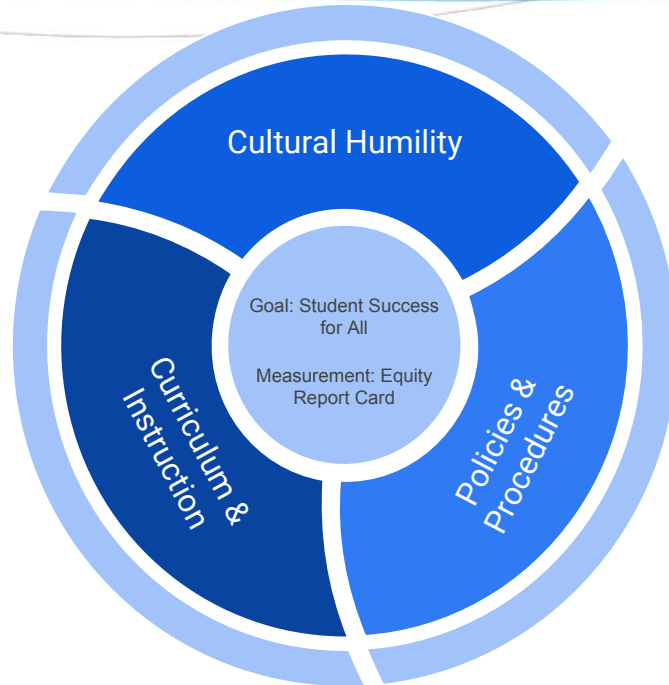 Cultural Humility
Goal: Student Success
for All
Measurement: Equity
Report Card
Curriculum &
Instruction
Policies &
Procedures